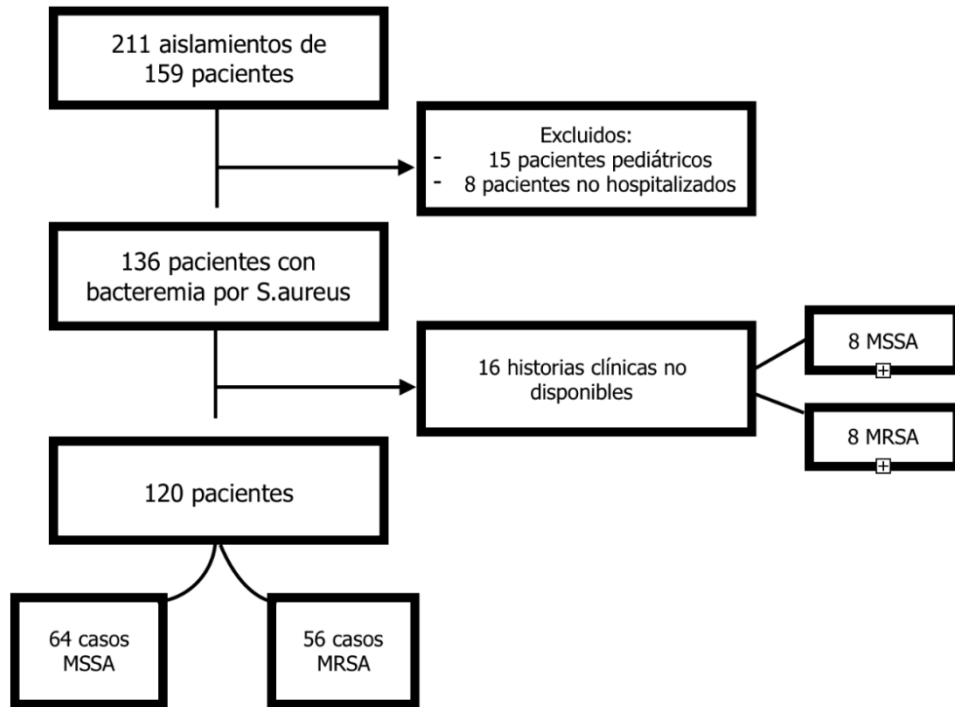 211 aislamientos de
159 pacientes
Excluidos:
- 15 pacientes pediátricos
- 8 pacientes no hospitalizados
136 pacientes con
bacteremia por S.aureus
16 historias clínicas no
disponibles
8 MSSA
8 MRSA
120 pacientes
64 casos
MSSA
56 casos
MRSA